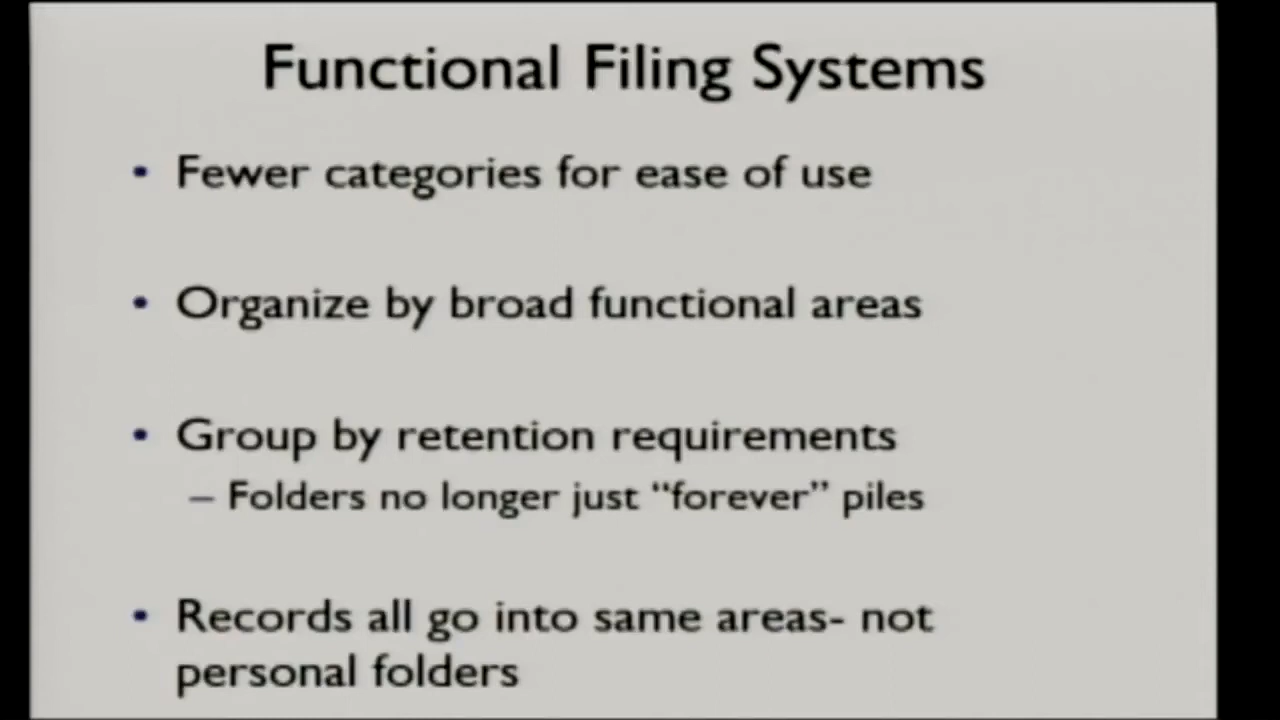 Functional Filing Systems
• Fewer categories for ease of use
• Organize by broad functional areas
• Group by retention requirements
– Folders no longer just “forever” piles
• Records all go into same areas- not
personal folders